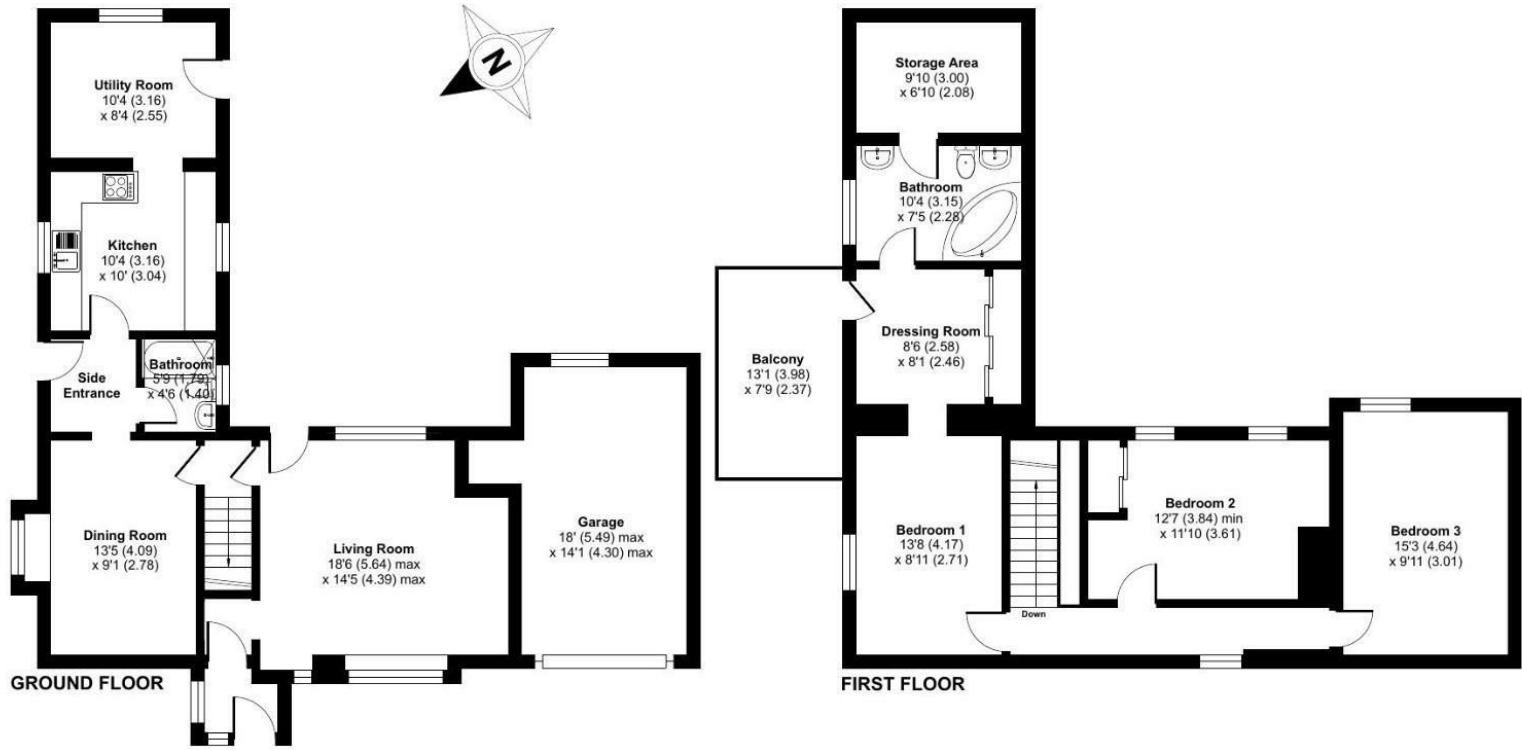 N
Utility Room
10'4 (3.16)
x 8'4 (2.55)
Kitchen
10'4 (3.16)
x 10' (3.04)
Side
Entrance
Bathroom
5'9 (1.79)
x 4'6 (1.40)
Dining Room
13'5 (4.09)
x 9'1 (2.78)
Living Room
18'6 (5.64) max
x 14'5 (4.39) max
Garage
18' (5.49) max
x 14'1 (4.30) max
GROUND FLOOR
Storage Area
9'10 (3.00)
x 6'10 (2.08)
Bathroom
10'4 (3.15)
x 7'5 (2.28)
Dressing Room
8'6 (2.58)
x 8'1 (2.46)
Balcony
13'1 (3.98)
x 7'9 (2.37)
Bedroom 1
13'8 (4.17)
x 8'11 (2.71)
Down
Bedroom 2
12'7 (3.84) min
x 11'10 (3.61)
Bedroom 3
15'3 (4.64)
x 9'11 (3.01)
FIRST FLOOR